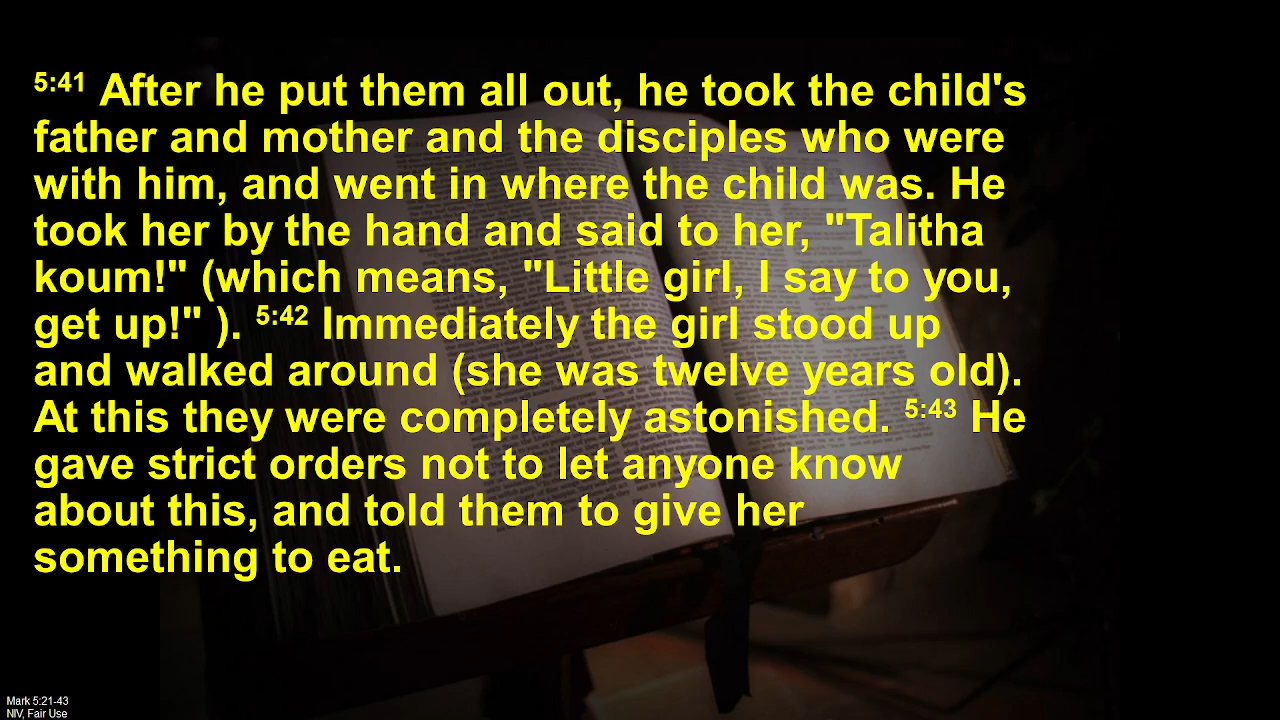 5:41 After he put them all out, he took the child's
father and mother and the disciples who were
with him, and went in where the child was. He
took her by the hand and said to her, "Talitha
koum!" (which means, "Little girl, I say to you,
get up!" ). 5:42 Immediately the girl stood up
and walked around (she was twelve years old).
At this they were completely astonished. 5:43 He
gave strict orders not to let anyone know
about this, and told them to give her
something to eat.
Mark 5:21-43
NIV, Fair Use